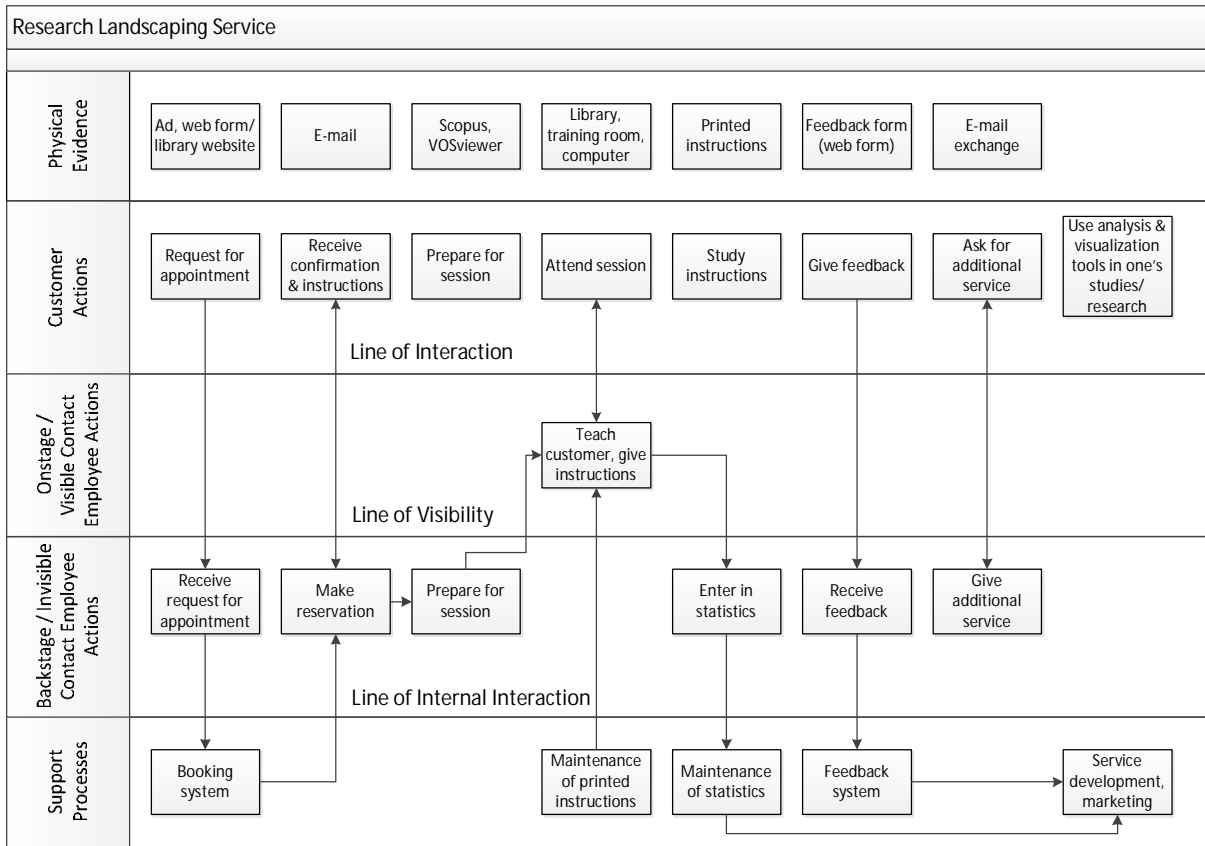 Research Landscaping Service
Physical
Evidence
Ad, web form/
library website
E-mail
Scopus,
VOSviewer
Library,
training room,
computer
Printed
instructions
Feedback form
(web form)
E-mail
exchange
Customer
Actions
Request for
appointment
Receive
confirmation
& instructions
Prepare for
session
Attend session
Study
instructions
Give feedback
Ask for
additional
service
Use analysis &
visualization
tools in one's
studies/
research
Line of Interaction
Onstage /
Visible Contact
Employee Actions
Teach
customer, give
instructions
Line of Visibility
Backstage / Invisible
Contact Employee
Actions
Receive
request for
appointment
Make
reservation
Prepare for
session
Enter in
statistics
Receive
feedback
Give
additional
service
Line of Internal Interaction
Support
Processes
Booking
system
Maintenance
of printed
instructions
Maintenance
of statistics
Feedback
system
Service
development,
marketing